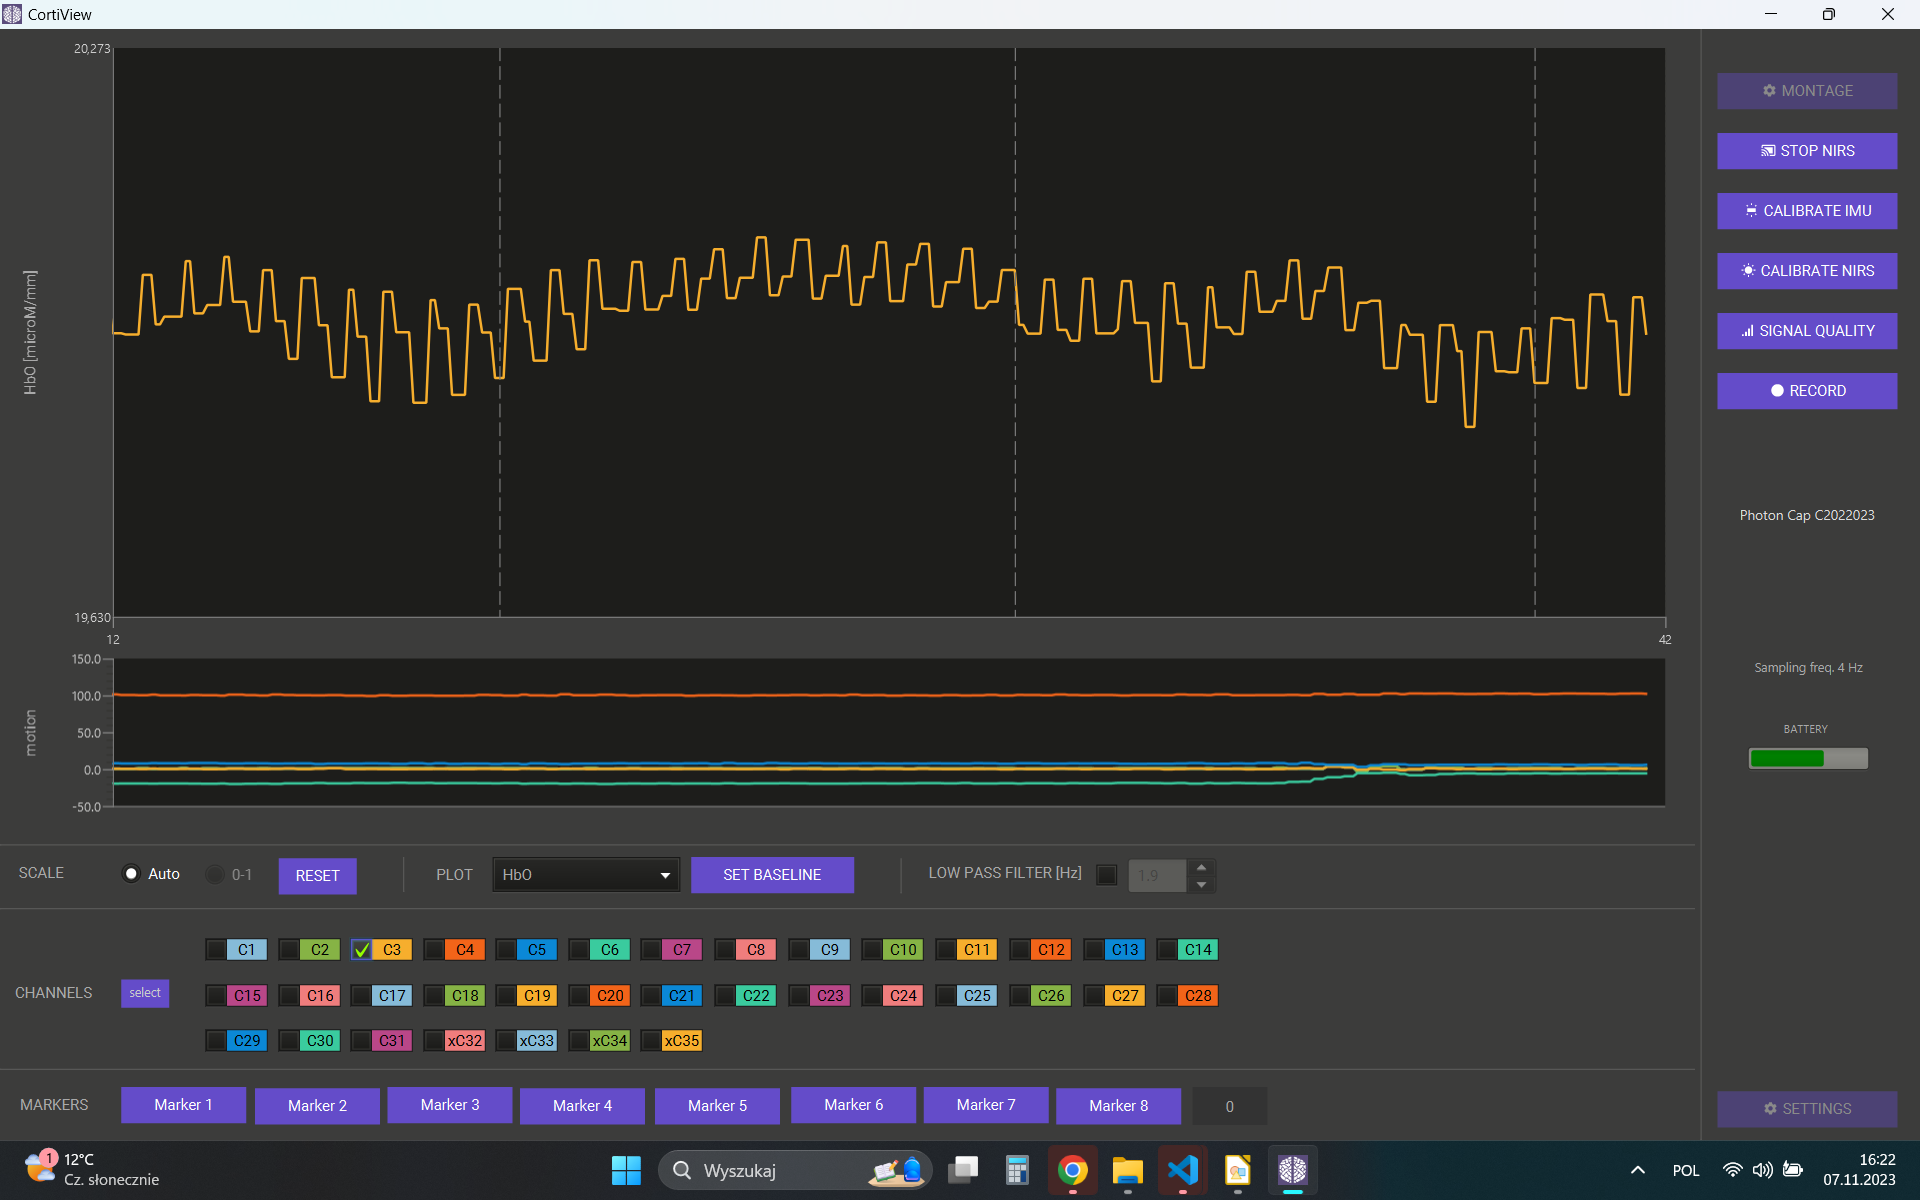 CortiView
20,273
HbO [microM/mm]
19,630
12
42
150.0
100.0
50.0
0.0
-50.0
motion
MONTAGE
STOP NIRS
CALIBRATE IMU
CALIBRATE NIRS
SIGNAL QUALITY
RECORD
Photon Cap C2022023
Sampling freq. 4 Hz
BATTERY
SCALE Auto 0-1 RESET PLOT HbO SET BASELINE LOW PASS FILTER [Hz] 1.9
C1 C2 C3 C4 C5 C6 C7 C8 C9 C10 C11 C12 C13 C14
CHANNELS select C15 C16 C17 C18 C19 C20 C21 C22 C23 C24 C25 C26 C27 C28
C29 C30 C31 xC32 xC33 xC34 xC35
MARKERS Marker 1 Marker 2 Marker 3 Marker 4 Marker 5 Marker 6 Marker 7 Marker 8 0
SETTINGS
1 12°C
Cz. słonecznie
Wyszukaj
POL
16:22
07.11.2023